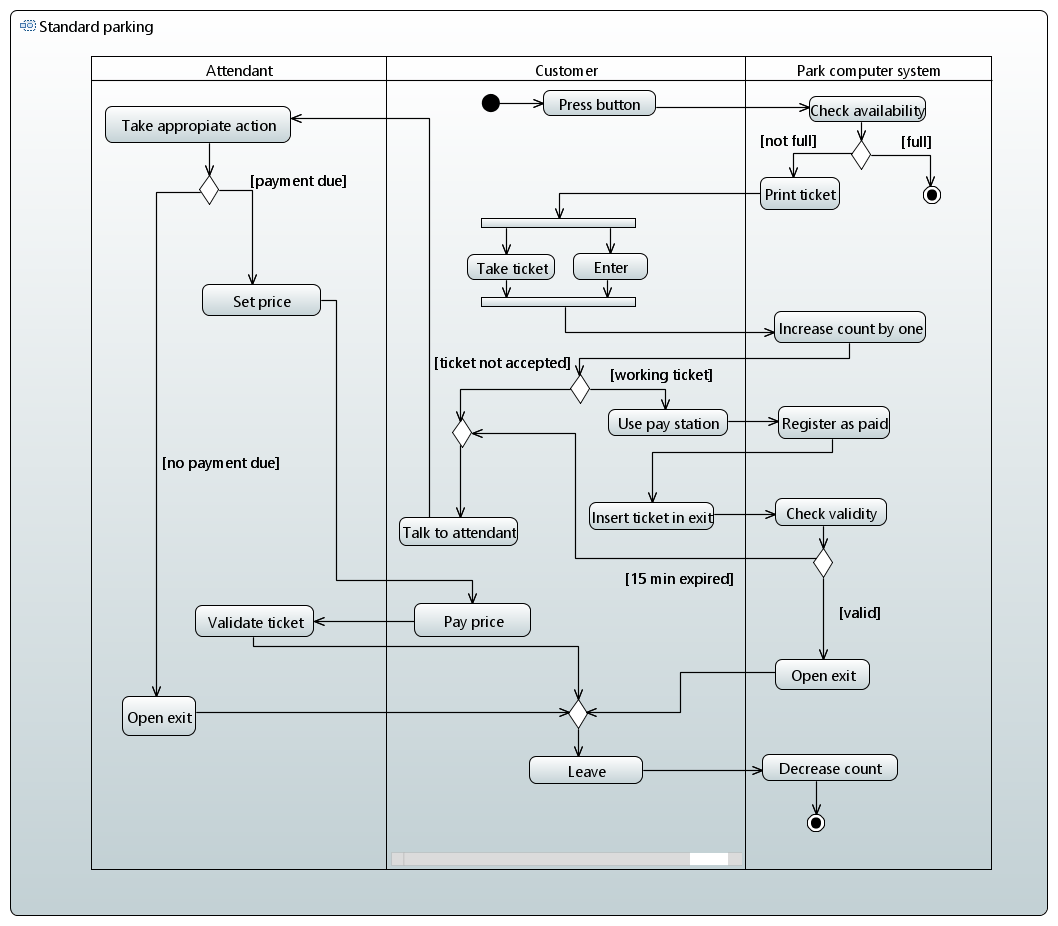 Standard parking
Attendant
Customer
Park computer system
Press button
Check availability
Take appropiate action
[not full]
[full]
[payment due]
Print ticket
Take ticket
Enter
Set price
Increase count by one
[ticket not accepted]
[working ticket]
Use pay station
Register as paid
[no payment due]
Insert ticket in exit
Check validity
Talk to attendant
[15 min expired]
[valid]
Validate ticket
Pay price
Open exit
Open exit
Leave
Decrease count